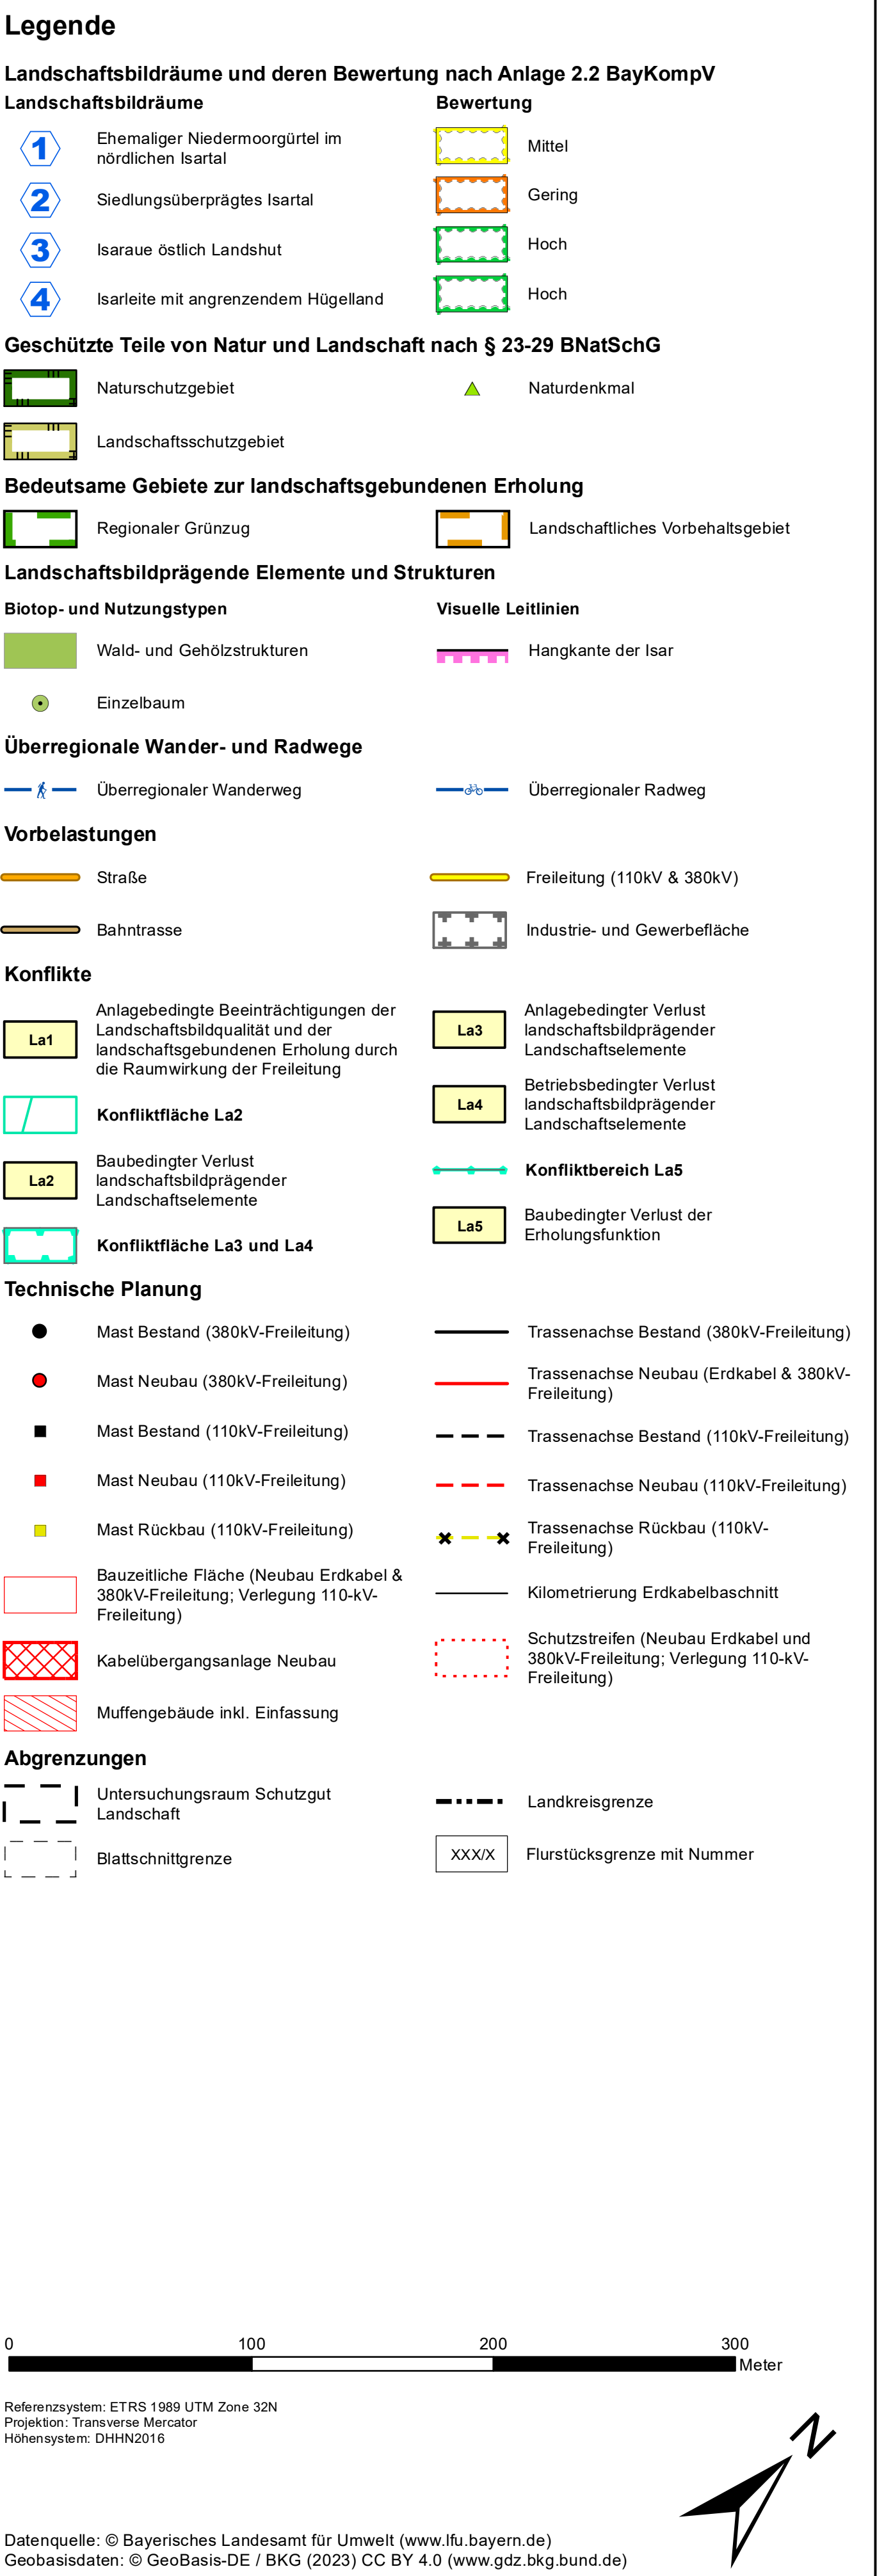 Legende
Landschaftsbildräume und deren Bewertung nach Anlage 2.2 BayKompV
Landschaftsbildräume
Bewertung
1
Ehemaliger Niedermoorgürtel im
nördlichen Isartal
Mittel
2
Siedlungsüberprägtes Isartal
Gering
3
Isaraue östlich Landshut
Hoch
4
Isarleite mit angrenzendem Hügelland
Hoch
Geschützte Teile von Natur und Landschaft nach § 23-29 BNatSchG
Naturschutzgebiet
Naturdenkmal
Landschaftsschutzgebiet
Bedeutsame Gebiete zur landschaftsgebundenen Erholung
Regionaler Grünzug
Landschaftliches Vorbehaltsgebiet
Landschaftsbildprägende Elemente und Strukturen
Biotop- und Nutzungstypen
Visuelle Leitlinien
Wald- und Gehölzstrukturen
Hangkante der Isar
Einzelbaum
Überregionale Wander- und Radwege
Überregionaler Wanderweg
Überregionaler Radweg
Vorbelastungen
Straße
Freileitung (110kV & 380kV)
Bahntrasse
Industrie- und Gewerbefläche
Konflikte
La1
Anlagebedingte Beeinträchtigungen der
Landschaftsbildqualität und der
landschaftsgebundenen Erholung durch
die Raumwirkung der Freileitung
Konfliktfläche La2
La2
Baubedingter Verlust
landschaftsbildprägender
Landschaftselemente
Konfliktfläche La3 und La4
La3
Anlagebedingter Verlust
landschaftsbildprägender
Landschaftselemente
La4
Betriebsbedingter Verlust
landschaftsbildprägender
Landschaftselemente
Konfliktbereich La5
La5
Baubedingter Verlust der
Erholungsfunktion
Technische Planung
Mast Bestand (380kV-Freileitung)
Mast Neubau (380kV-Freileitung)
Mast Bestand (110kV-Freileitung)
Mast Neubau (110kV-Freileitung)
Mast Rückbau (110kV-Freileitung)
Bauzeitliche Fläche (Neubau Erdkabel &
380kV-Freileitung; Verlegung 110-kV-
Freileitung)
Kabelübergangsanlage Neubau
Muffengebäude inkl. Einfassung
Trassenachse Bestand (380kV-Freileitung)
Trassenachse Neubau (Erdkabel & 380kV-
Freileitung)
Trassenachse Bestand (110kV-Freileitung)
Trassenachse Neubau (110kV-Freileitung)
Trassenachse Rückbau (110kV-
Freileitung)
Kilometrierung Erdkabelbaschnitt
Schutzstreifen (Neubau Erdkabel und
380kV-Freileitung; Verlegung 110-kV-
Freileitung)
Abgrenzungen
Untersuchungsraum Schutzgut
Landschaft
Landkreisgrenze
Blattschnittgrenze
XXX/X
Flurstücksgrenze mit Nummer
0 100 200 300
Meter
Referenzsystem: ETRS 1989 UTM Zone 32N
Projektion: Transverse Mercator
Höhensystem: DHHN2016
N
Datenquelle: © Bayerisches Landesamt für Umwelt (www.lfu.bayern.de)
Geobasisdaten: © GeoBasis-DE / BKG (2023) CC BY 4.0 (www.gdz.bkg.bund.de)